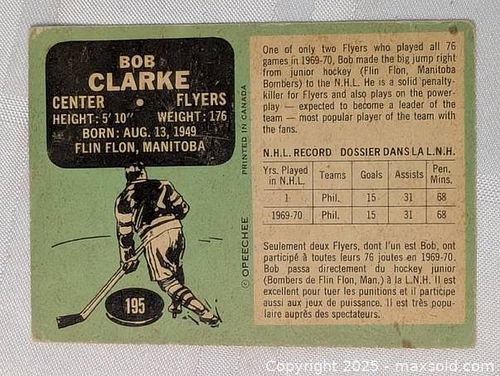 BOB
CLARKE
CENTER • FLYERS
HEIGHT: 5' 10" WEIGHT: 176
BORN: AUG. 13, 1949
FLIN FLON, MANITOBA
195
© OPEECHEE PRINTED IN CANADA
One of only two Flyers who played all 76
games in 1969-70, Bob made the big jump right
from junior hockey (Flin Flon, Manitoba
Bombers) to the N.H.L. He is a solid penalty-
killer for Flyers and also plays on the power-
play — expected to become a leader of the
team — most popular player of the team with
the fans.
N.H.L. RECORD DOSSIER DANS LA L.N.H.
Yrs. Played
in N.H.L. Teams Goals Assists Pen.
Mins.
1 Phil. 15 31 68
1969-70 Phil. 15 31 68
Seulement deux Flyers, dont l'un est Bob, ont
participé à toutes leurs 76 joutes en 1969-70.
Bob passa directement du hockey junior
(Bombers de Flin Flon, Man.) à la L.N.H. Il est
excellent pour tuer les punitions et il participe
aussi aux jeux de puissance. Il est très popu-
laire auprès des spectateurs.
Copyright 2025 - maxsold.com